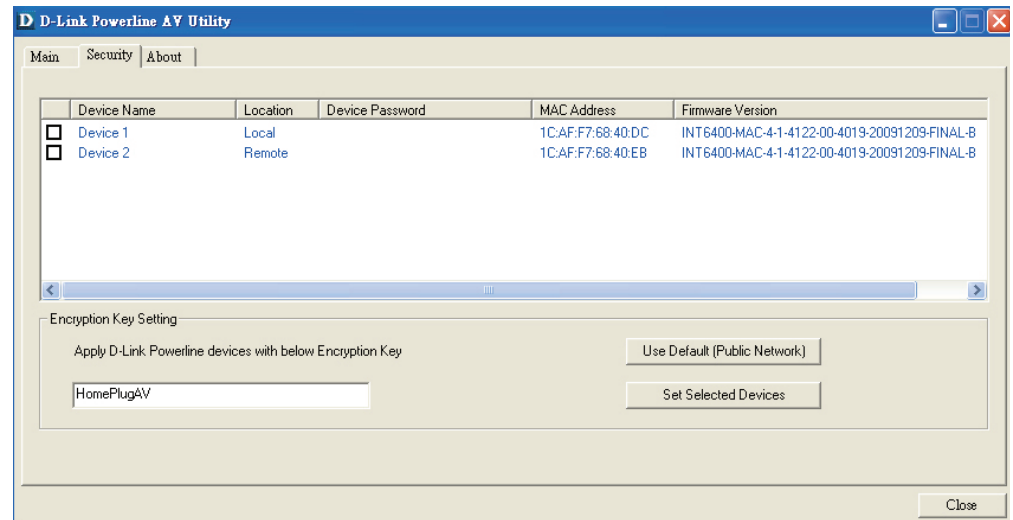 D D-Link Powerline AV Utility
Main Security About
Device Name Location Device Password MAC Address Firmware Version
Device 1 Local 1C:AF:F7:68:40:DC INT6400-MAC-4-1-4122-00-4019-20091209-FINAL-B
Device 2 Remote 1C:AF:F7:68:40:EB INT6400-MAC-4-1-4122-00-4019-20091209-FINAL-B
Encryption Key Setting
Apply D-Link Powerline devices with below Encryption Key Use Default (Public Network)
HomePlugAV Set Selected Devices
Close